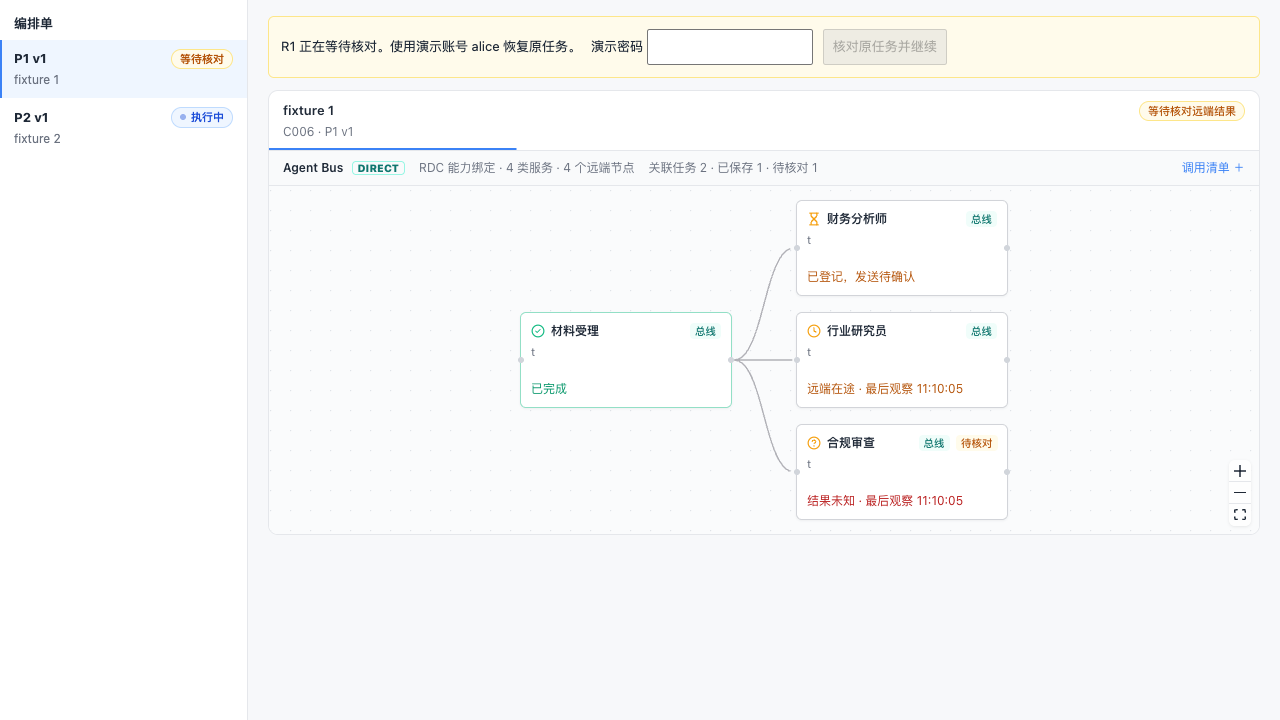 编排单
P1 v1
等待核对
fixture 1
P2 v1
执行中
fixture 2
R1 正在等待核对。使用演示账号 alice 恢复原任务。
演示密码
核对原任务并继续
fixture 1
等待核对远端结果
C006 · P1 v1
Agent Bus
DIRECT
RDC 能力绑定 · 4 类服务 · 4 个远端节点
关联任务 2 · 已保存 1 · 待核对 1
调用清单
材料受理
总线
t
已完成
财务分析师
总线
t
已登记，发送待确认
行业研究员
总线
t
远端在途 · 最后观察 11:10:05
合规审查
总线
待核对
t
结果未知 · 最后观察 11:10:05